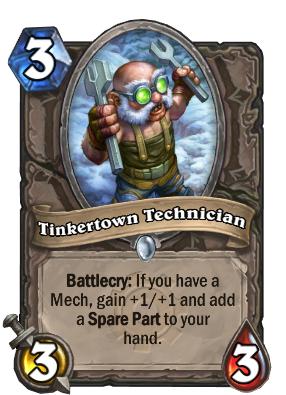 3
Tinkertown Technician
Battlecry: If you have a
Mech, gain +1/+1 and add
a Spare Part to your
hand.
3
3